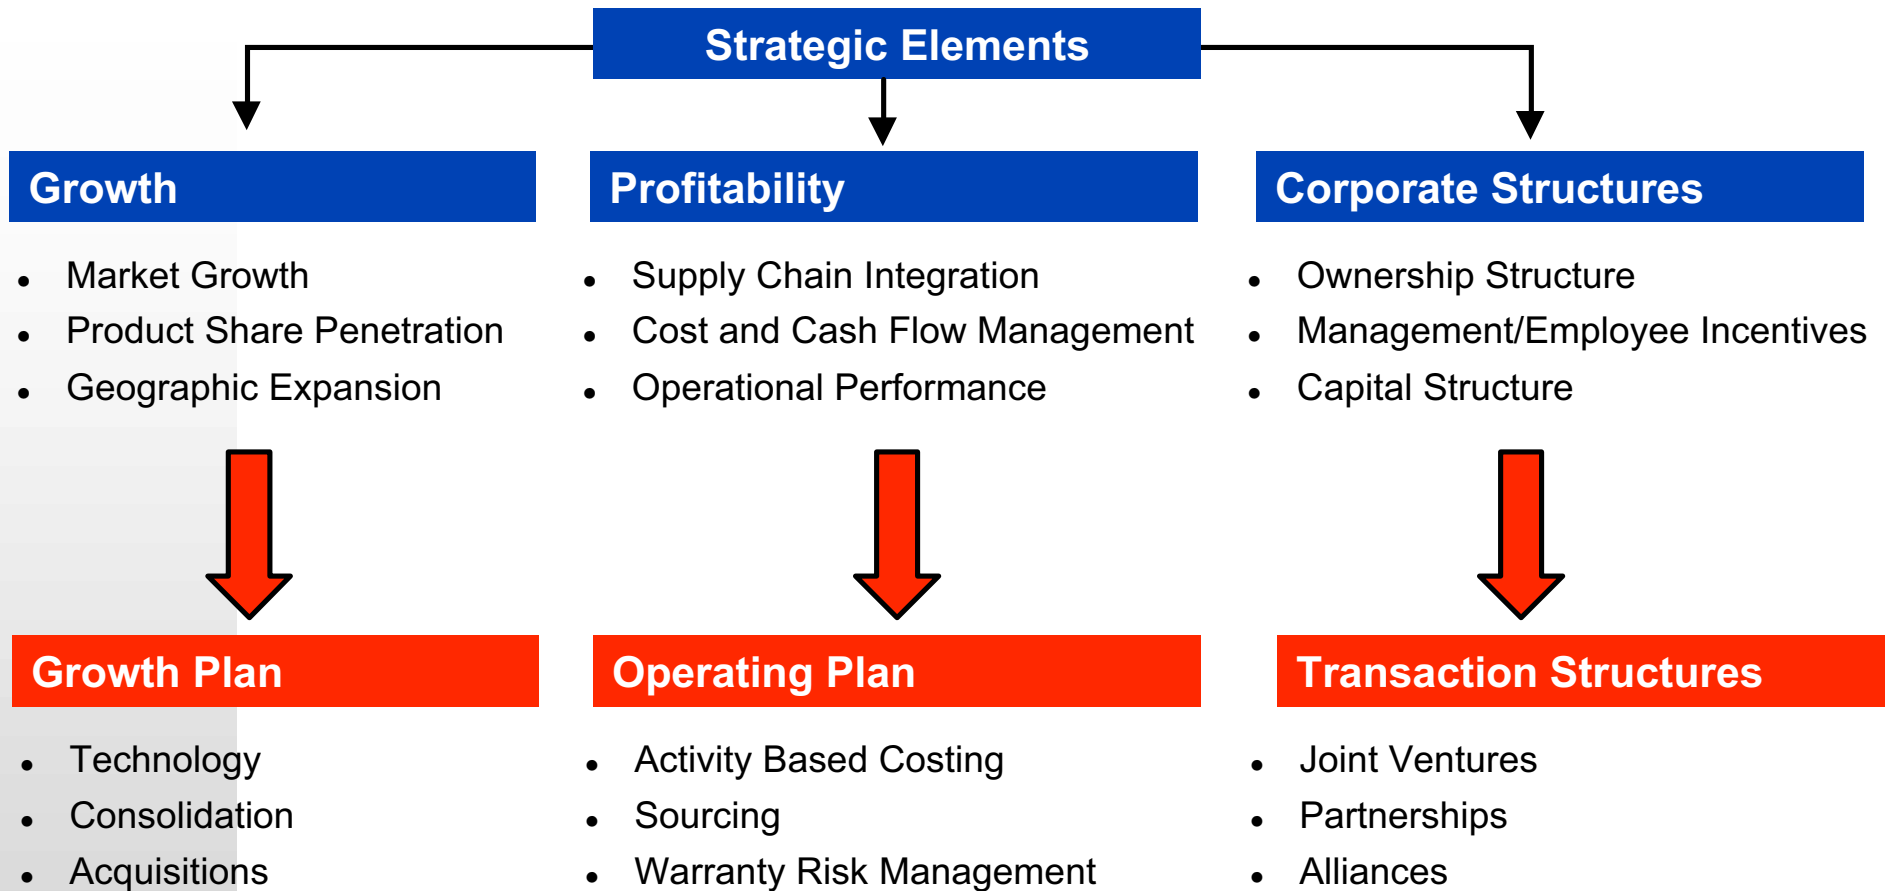 Strategic Elements
Growth
• Market Growth
• Product Share Penetration
• Geographic Expansion
Profitability
• Supply Chain Integration
• Cost and Cash Flow Management
• Operational Performance
Corporate Structures
• Ownership Structure
• Management/Employee Incentives
• Capital Structure
Growth Plan
• Technology
• Consolidation
• Acquisitions
Operating Plan
• Activity Based Costing
• Sourcing
• Warranty Risk Management
Transaction Structures
• Joint Ventures
• Partnerships
• Alliances